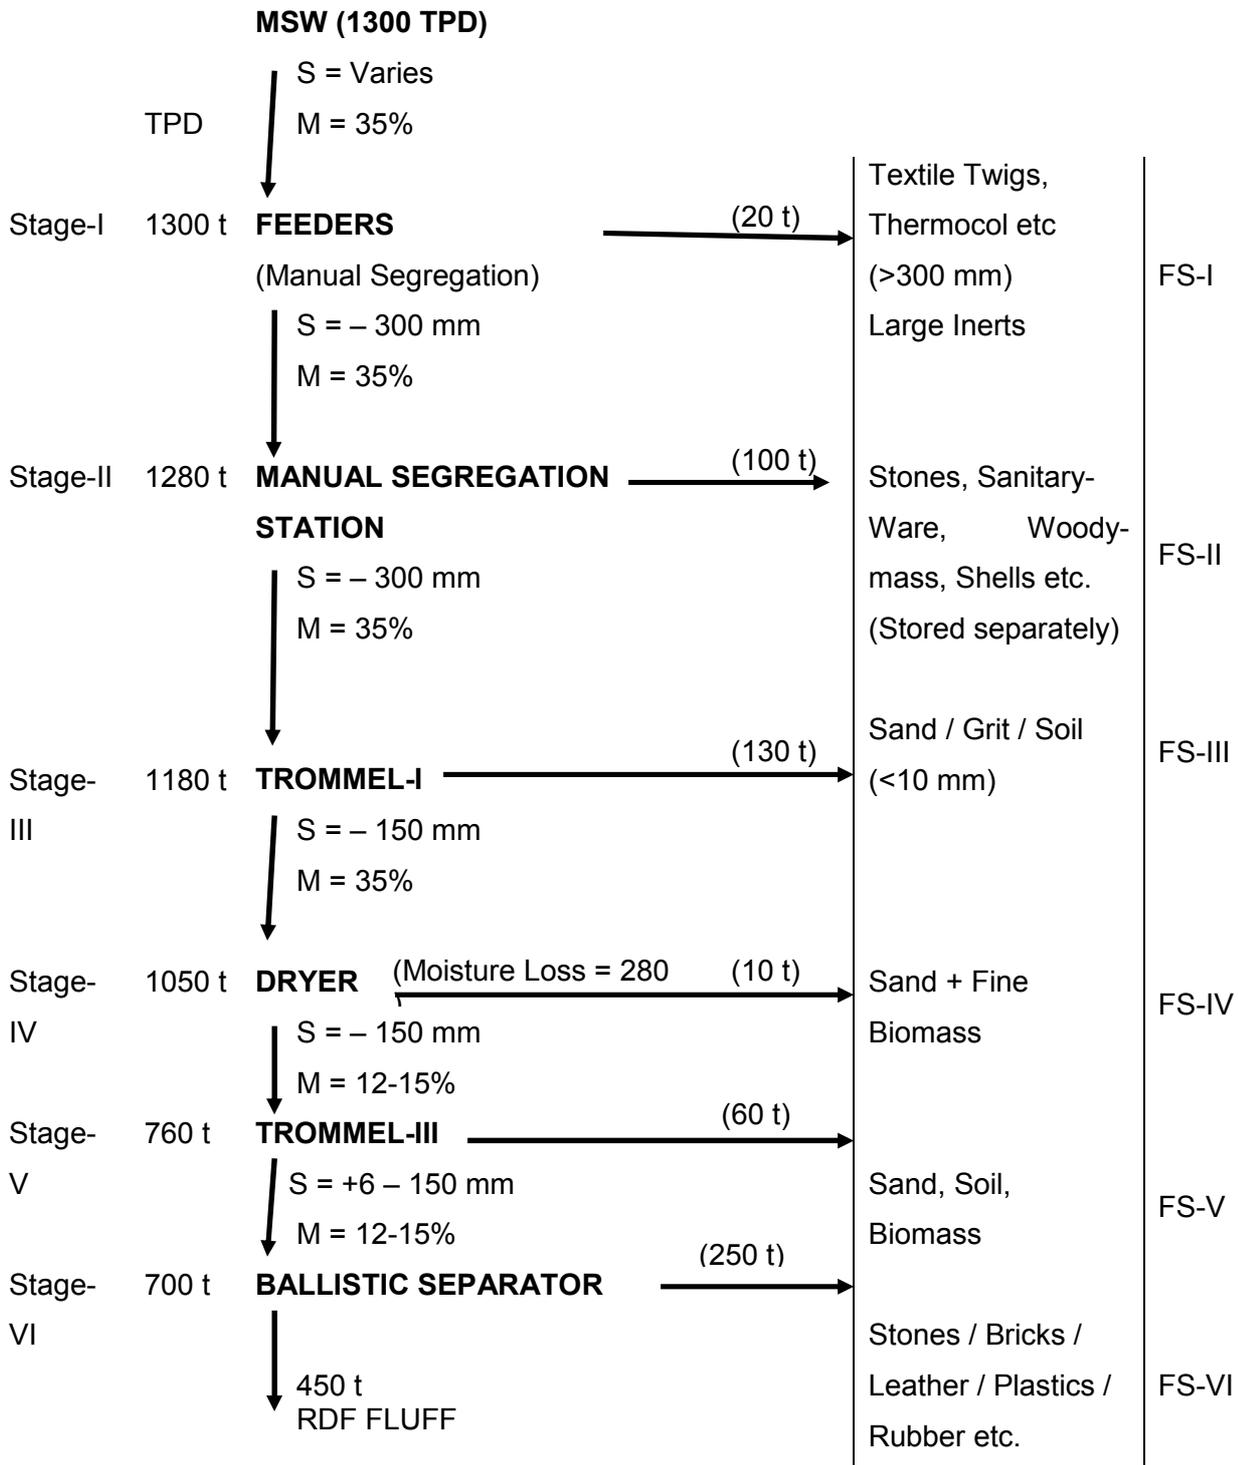 MSW (1300 TPD)
S = Varies
TPD M = 35%
Textile Twigs,
Stage-I 1300 t FEEDERS (20 t) Thermocol etc
(Manual Segregation) (>300 mm) FS-I
S = – 300 mm Large Inerts
M = 35%
Stage-II 1280 t MANUAL SEGREGATION (100 t) Stones, Sanitary-
STATION Ware, Woody-
FS-II
S = – 300 mm mass, Shells etc.
M = 35% (Stored separately)
Sand / Grit / Soil
(130 t) FS-III
Stage- 1180 t TROMMEL-I (<10 mm)
III S = – 150 mm
M = 35%
Stage- 1050 t DRYER (Moisture Loss = 280 (10 t) Sand + Fine
FS-IV
IV S = – 150 mm Biomass
M = 12-15%
(60 t)
Stage- 760 t TROMMEL-III
V S = +6 – 150 mm Sand, Soil,
FS-V
M = 12-15% Biomass
(250 t)
Stage- 700 t BALLISTIC SEPARATOR
VI Stones / Bricks /
450 t Leather / Plastics / FS-VI
RDF FLUFF
Rubber etc.